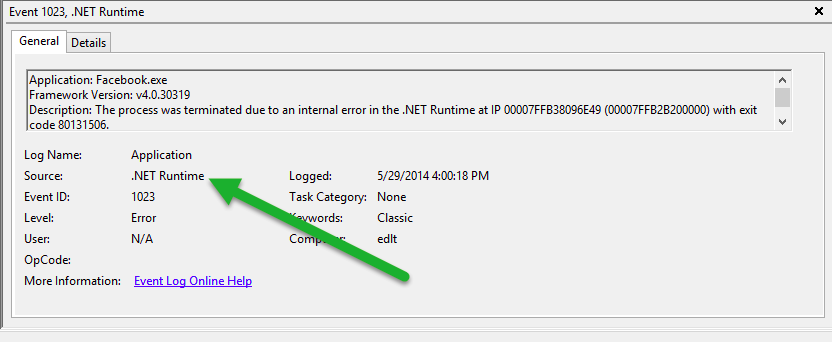 Event 1023, .NET Runtime
General Details
Application: Facebook.exe
Framework Version: v4.0.30319
Description: The process was terminated due to an internal error in the .NET Runtime at IP 00007FFB38096E49 (00007FFB2B200000) with exit
code 80131506.
Log Name: Application
Source: .NET Runtime Logged: 5/29/2014 4:00:18 PM
Event ID: 1023 Task Category: None
Level: Error Keywords: Classic
User: N/A Computer: edlt
OpCode:
More Information: Event Log Online Help